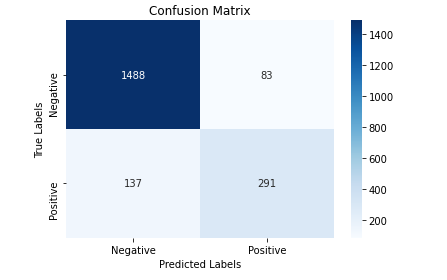 Confusion Matrix
True Labels
Negative
Positive
1488
83
137
291
Negative
Positive
Predicted Labels
1400
1200
1000
800
600
400
200